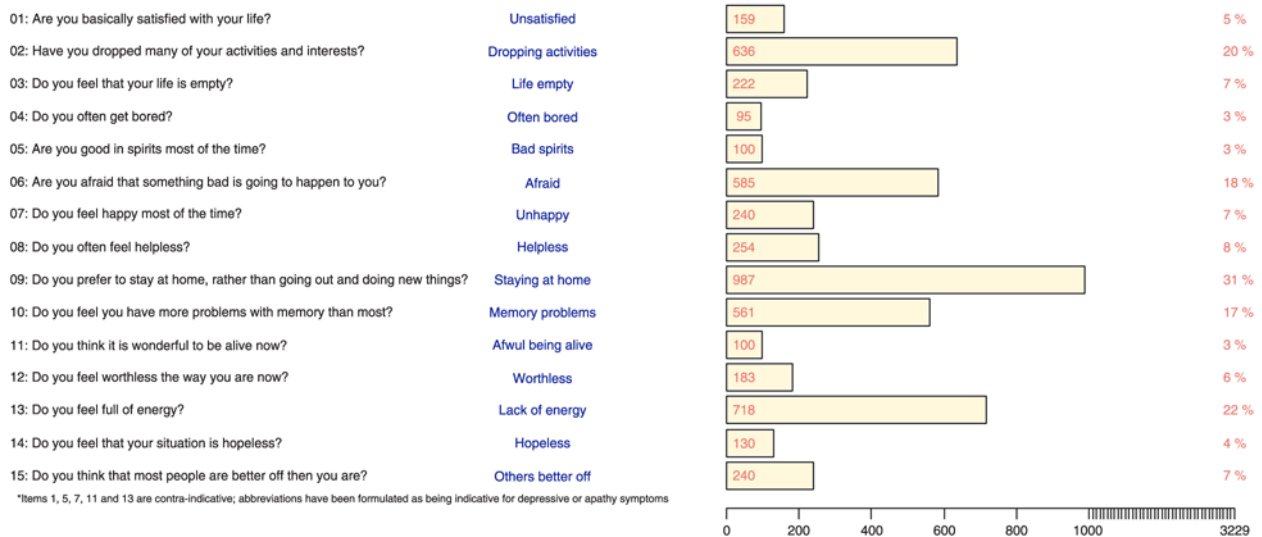 01: Are you basically satisfied with your life? Unsatisfied 159 5 %
02: Have you dropped many of your activities and interests? Dropping activities 636 20 %
03: Do you feel that your life is empty? Life empty 222 7 %
04: Do you often get bored? Often bored 95 3 %
05: Are you good in spirits most of the time? Bad spirits 100 3 %
06: Are you afraid that something bad is going to happen to you? Afraid 585 18 %
07: Do you feel happy most of the time? Unhappy 240 7 %
08: Do you often feel helpless? Helpless 254 8 %
09: Do you prefer to stay at home, rather than going out and doing new things? Staying at home 987 31 %
10: Do you feel you have more problems with memory than most? Memory problems 561 17 %
11: Do you think it is wonderful to be alive now? Afwul being alive 100 3 %
12: Do you feel worthless the way you are now? Worthless 183 6 %
13: Do you feel full of energy? Lack of energy 718 22 %
14: Do you feel that your situation is hopeless? Hopeless 130 4 %
15: Do you think that most people are better off then you are? Others better off 240 7 %
*Items 1, 5, 7, 11 and 13 are contra-indicative; abbreviations have been formulated as being indicative for depressive or apathy symptoms
0 200 400 600 800 1000 3229